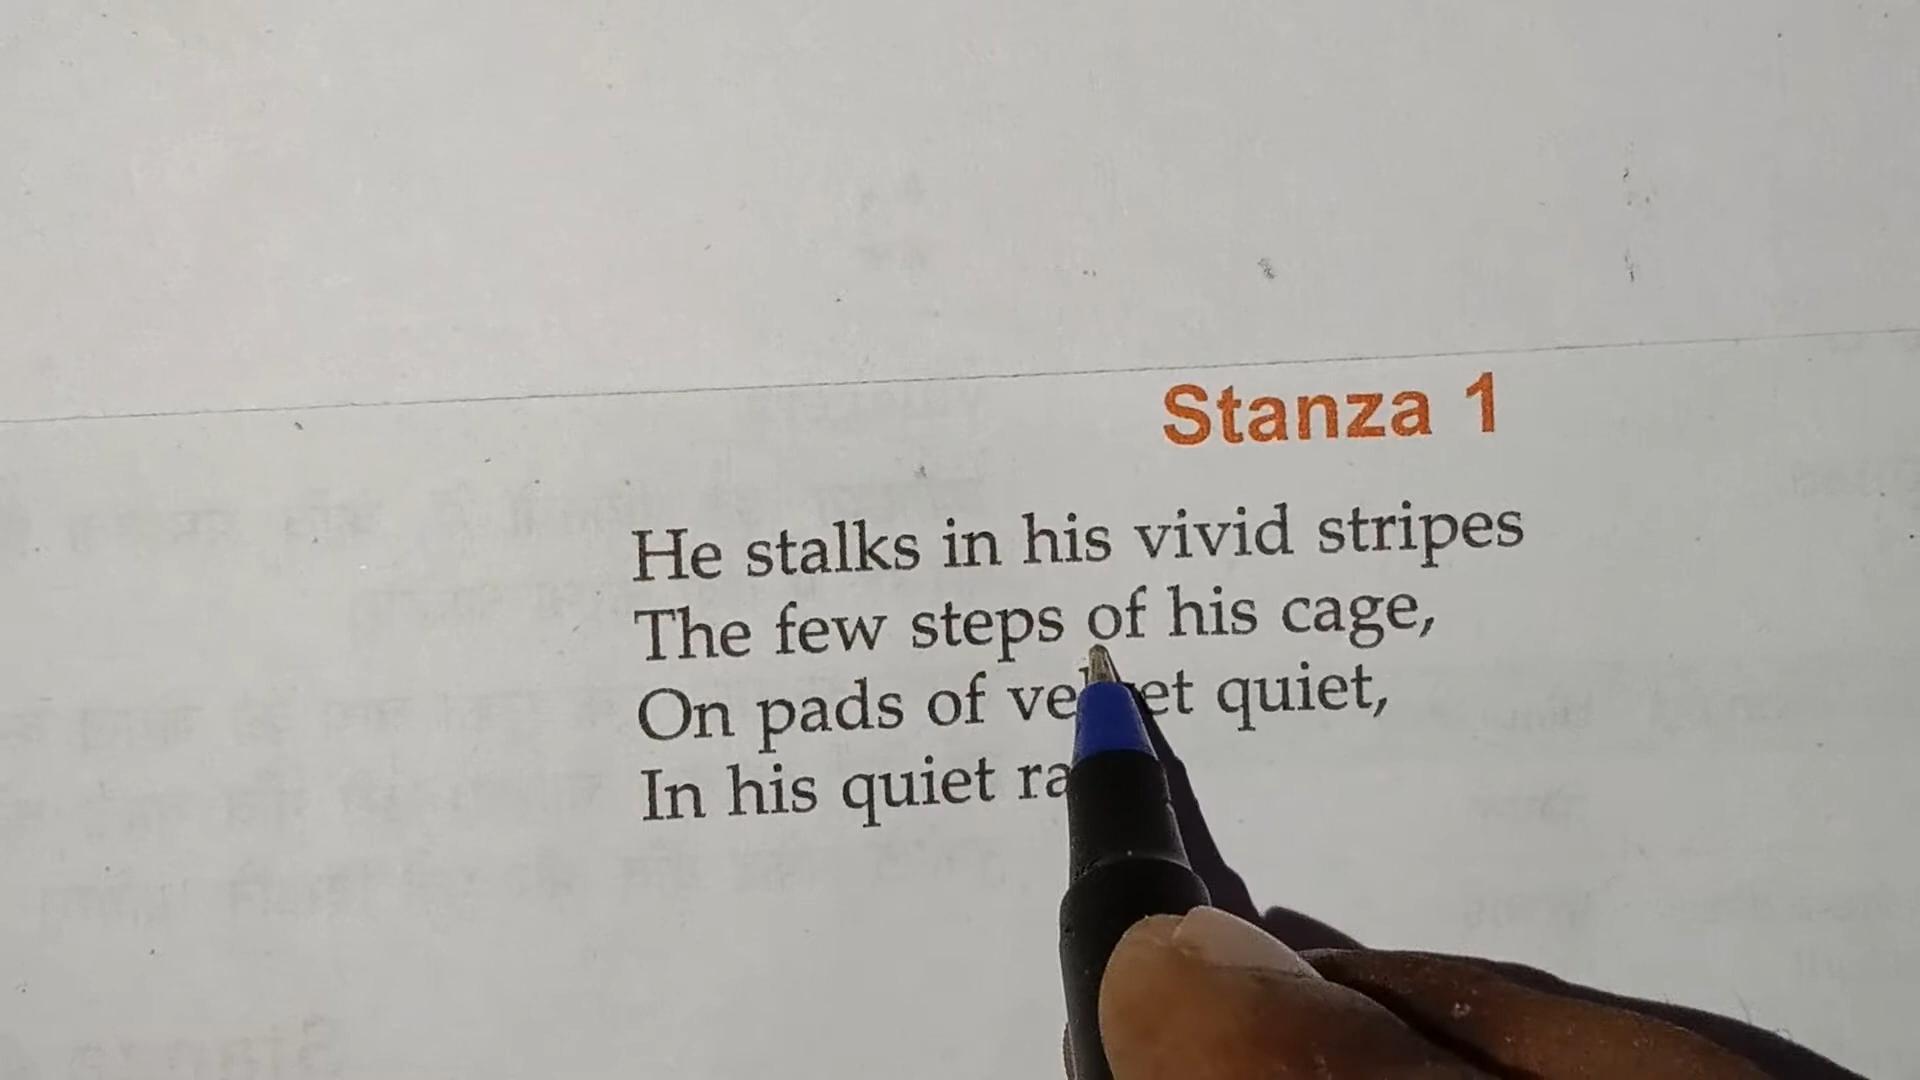 Stanza 1
He stalks in his vivid stripes
The few steps of his cage,
On pads of velvet quiet,
In his quiet